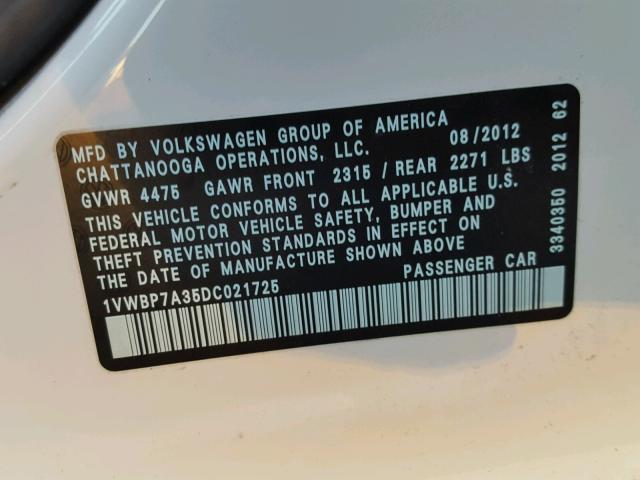 MFD BY VOLKSWAGEN GROUP OF AMERICA
CHATTANOOGA OPERATIONS, LLC. 08/2012
GVWR 4475 GAWR FRONT 2315 / REAR 2271 LBS
THIS VEHICLE CONFORMS TO ALL APPLICABLE U.S.
FEDERAL MOTOR VEHICLE SAFETY, BUMPER AND
THEFT PREVENTION STANDARDS IN EFFECT ON
THE DATE OF MANUFACTURE SHOWN ABOVE
1VWBP7A35DC021725 PASSENGER CAR
3340350 2012 62